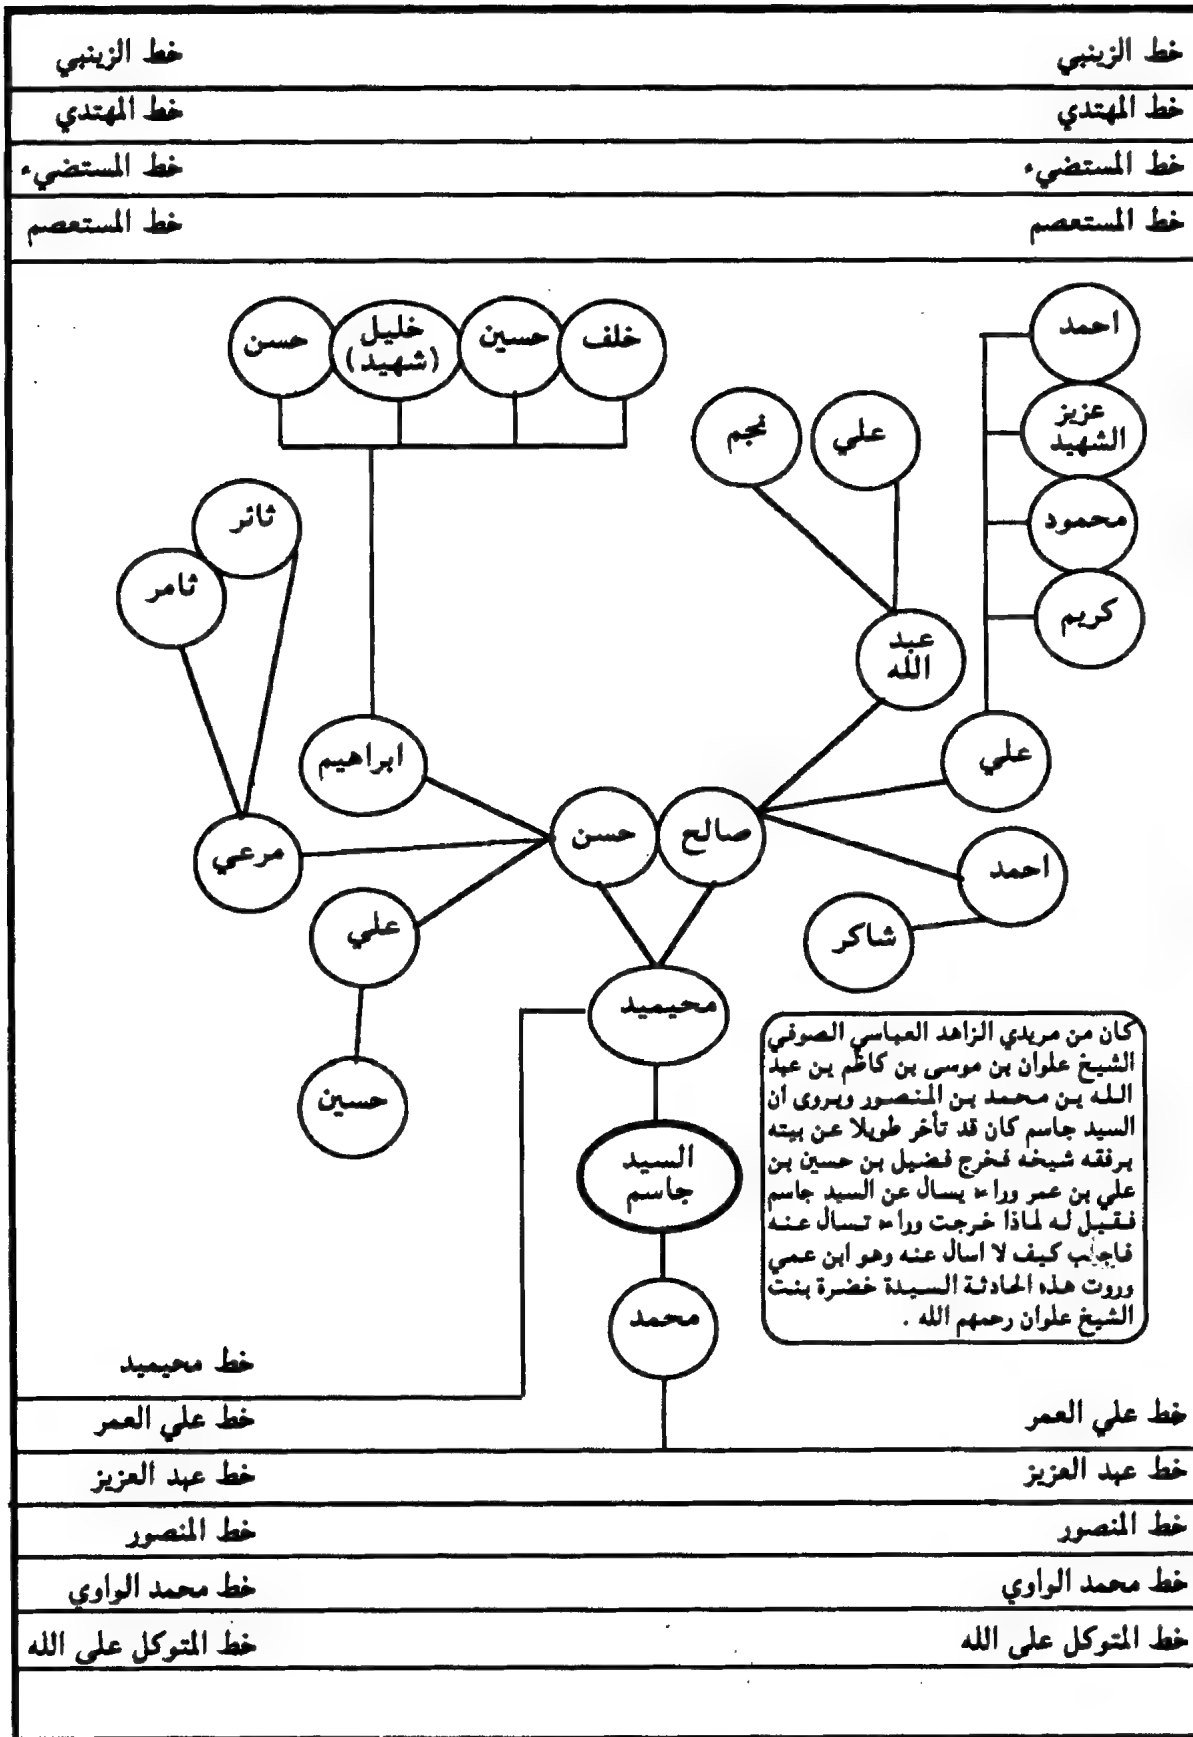 خط الزينبي
خط الزينبي
خط المهتدي
خط المهتدي
خط المستضيء
خط المستضيء
خط المستعصم
خط المستعصم
احمد
عزيز
الشهيد
محمود
كريم
علي
خلف
حسين
خليل
(شهيد)
حسن
علي
نجم
عبد
الله
ثائر
ثامر
ابراهيم
مرعي
علي
حسين
صالح
حسن
احمد
شاكر
محيميد
السيد
جاسم
محمد
كان من مريدي الزاهد العباسي الصوفي
الشيخ علوان بن موسى بن كاظم بن عبد
الله بن محمد بن المنصور ويروى ان
السيد جاسم كان قد تأخر طويلا عن بيته
برفقه شيخه فخرج فضيل بن حسين بن
علي بن عمر وراءه يسال عن السيد جاسم
فقيل له لماذا خرجت وراءه تسال عنه
فاجاب كيف لا اسال عنه وهو ابن عمي
وروت هذه الحادثة السيدة خضرة بنت
الشيخ علوان رحمهم الله .
خط محيميد
خط علي العمر
خط علي العمر
خط عبد العزيز
خط عبد العزيز
خط المنصور
خط المنصور
خط محمد الواوي
خط محمد الواوي
خط المتوكل على الله
خط المتوكل على الله